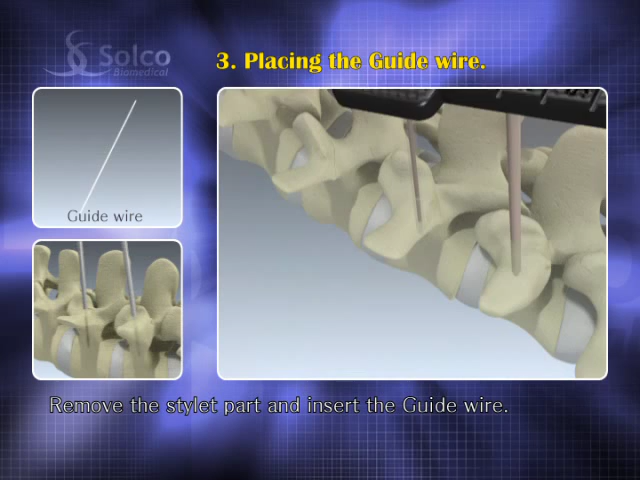 Solco
Biomedical
3. Placing the Guide wire.
Guide wire
Remove the stylet part and insert the Guide wire.